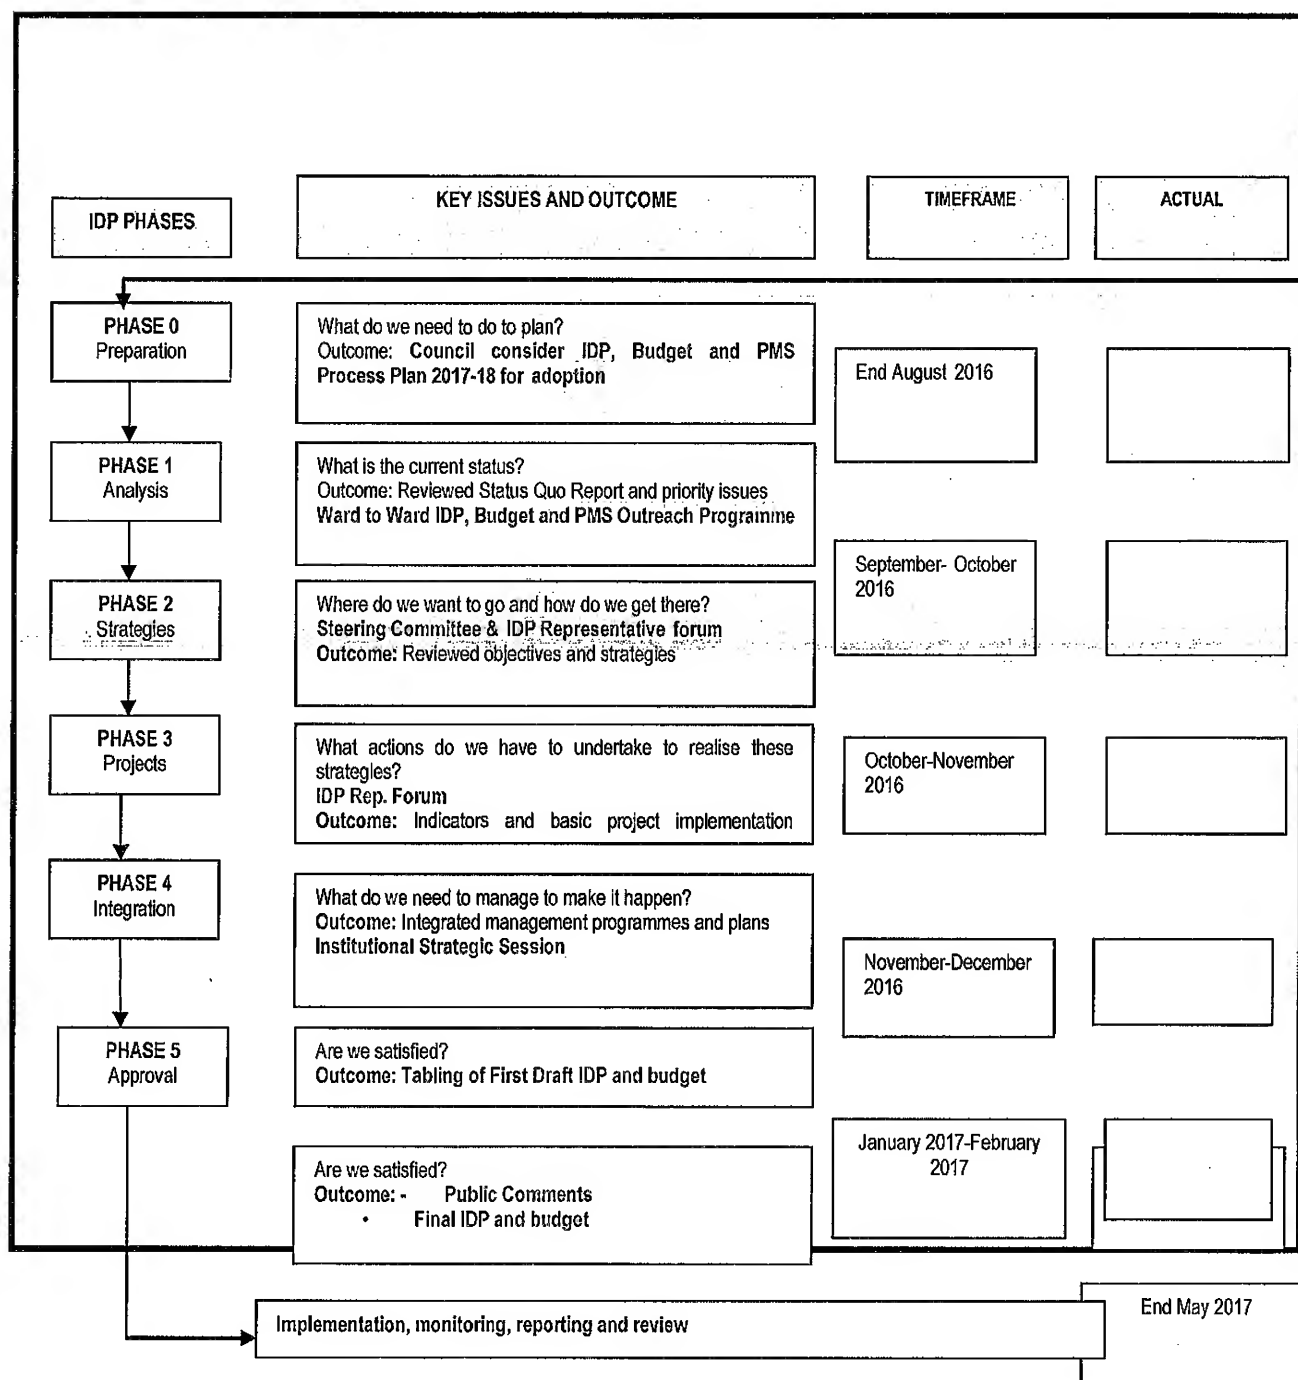 IDP PHASES
KEY ISSUES AND OUTCOME
TIMEFRAME
ACTUAL
PHASE 0
Preparation
What do we need to do to plan?
Outcome: Council consider IDP, Budget and PMS
Process Plan 2017-18 for adoption
End August 2016
PHASE 1
Analysis
What is the current status?
Outcome: Reviewed Status Quo Report and priority issues
Ward to Ward IDP, Budget and PMS Outreach Programme
September- October
2016
PHASE 2
Strategies
Where do we want to go and how do we get there?
Steering Committee & IDP Representative forum
Outcome: Reviewed objectives and strategies
PHASE 3
Projects
What actions do we have to undertake to realise these
strategies?
IDP Rep. Forum
Outcome: Indicators and basic project implementation
October-November
2016
PHASE 4
Integration
What do we need to manage to make it happen?
Outcome: Integrated management programmes and plans
Institutional Strategic Session
November-December
2016
PHASE 5
Approval
Are we satisfied?
Outcome: Tabling of First Draft IDP and budget
January 2017-February
2017
Are we satisfied?
Outcome: - Public Comments
• Final IDP and budget
End May 2017
Implementation, monitoring, reporting and review